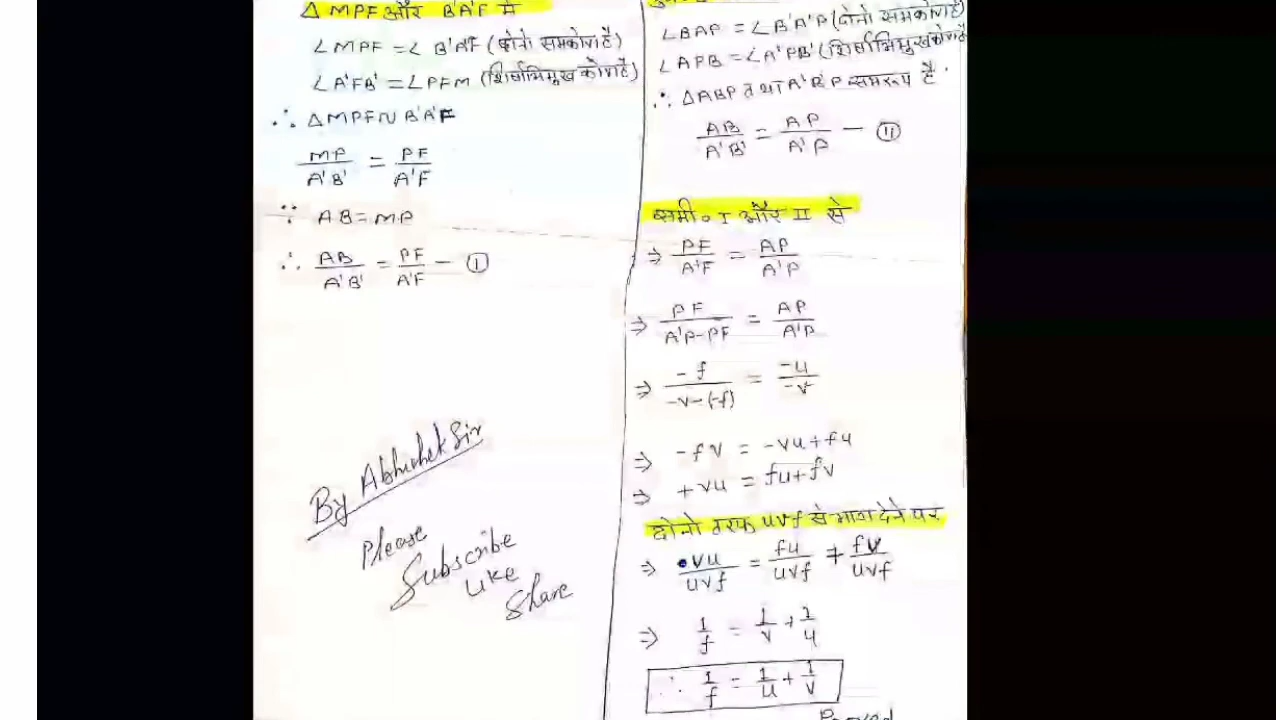 Δ MPF और B'A'F में
∠MPF = ∠ B'A'F (दोनो समकोण है)
∠A'FB' = ∠PFM (शिर्षाभिमुख कोण है)
∴ ΔMPF ~ B'A'F
MP/A'B' = PF/A'F
∵ AB = MP
∴ AB/A'B' = PF/A'F – (I)
By Abhishek Sir
Please
Subscribe
Like
Share
∠BAP = ∠B'A'P (दोनो समकोण है)
∠APB = ∠A'PB' (शिर्षाभिमुख कोण है)
∴ ΔABP तथा A'B'P समरूप है.
AB/A'B' = AP/A'P – (II)
समी० I और II से
⇒ PF/A'F = AP/A'P
⇒ PF/A'P-PF = AP/A'P
⇒ -f/-v-(-f) = -u/-v
⇒ -fv = -vu+fu
⇒ +vu = fu+fv
दोनो तरफ uvf से भाग देने पर
⇒ vu/uvf = fu/uvf + fv/uvf
⇒ 1/f = 1/v + 1/u
∴ 1/f = 1/u + 1/v